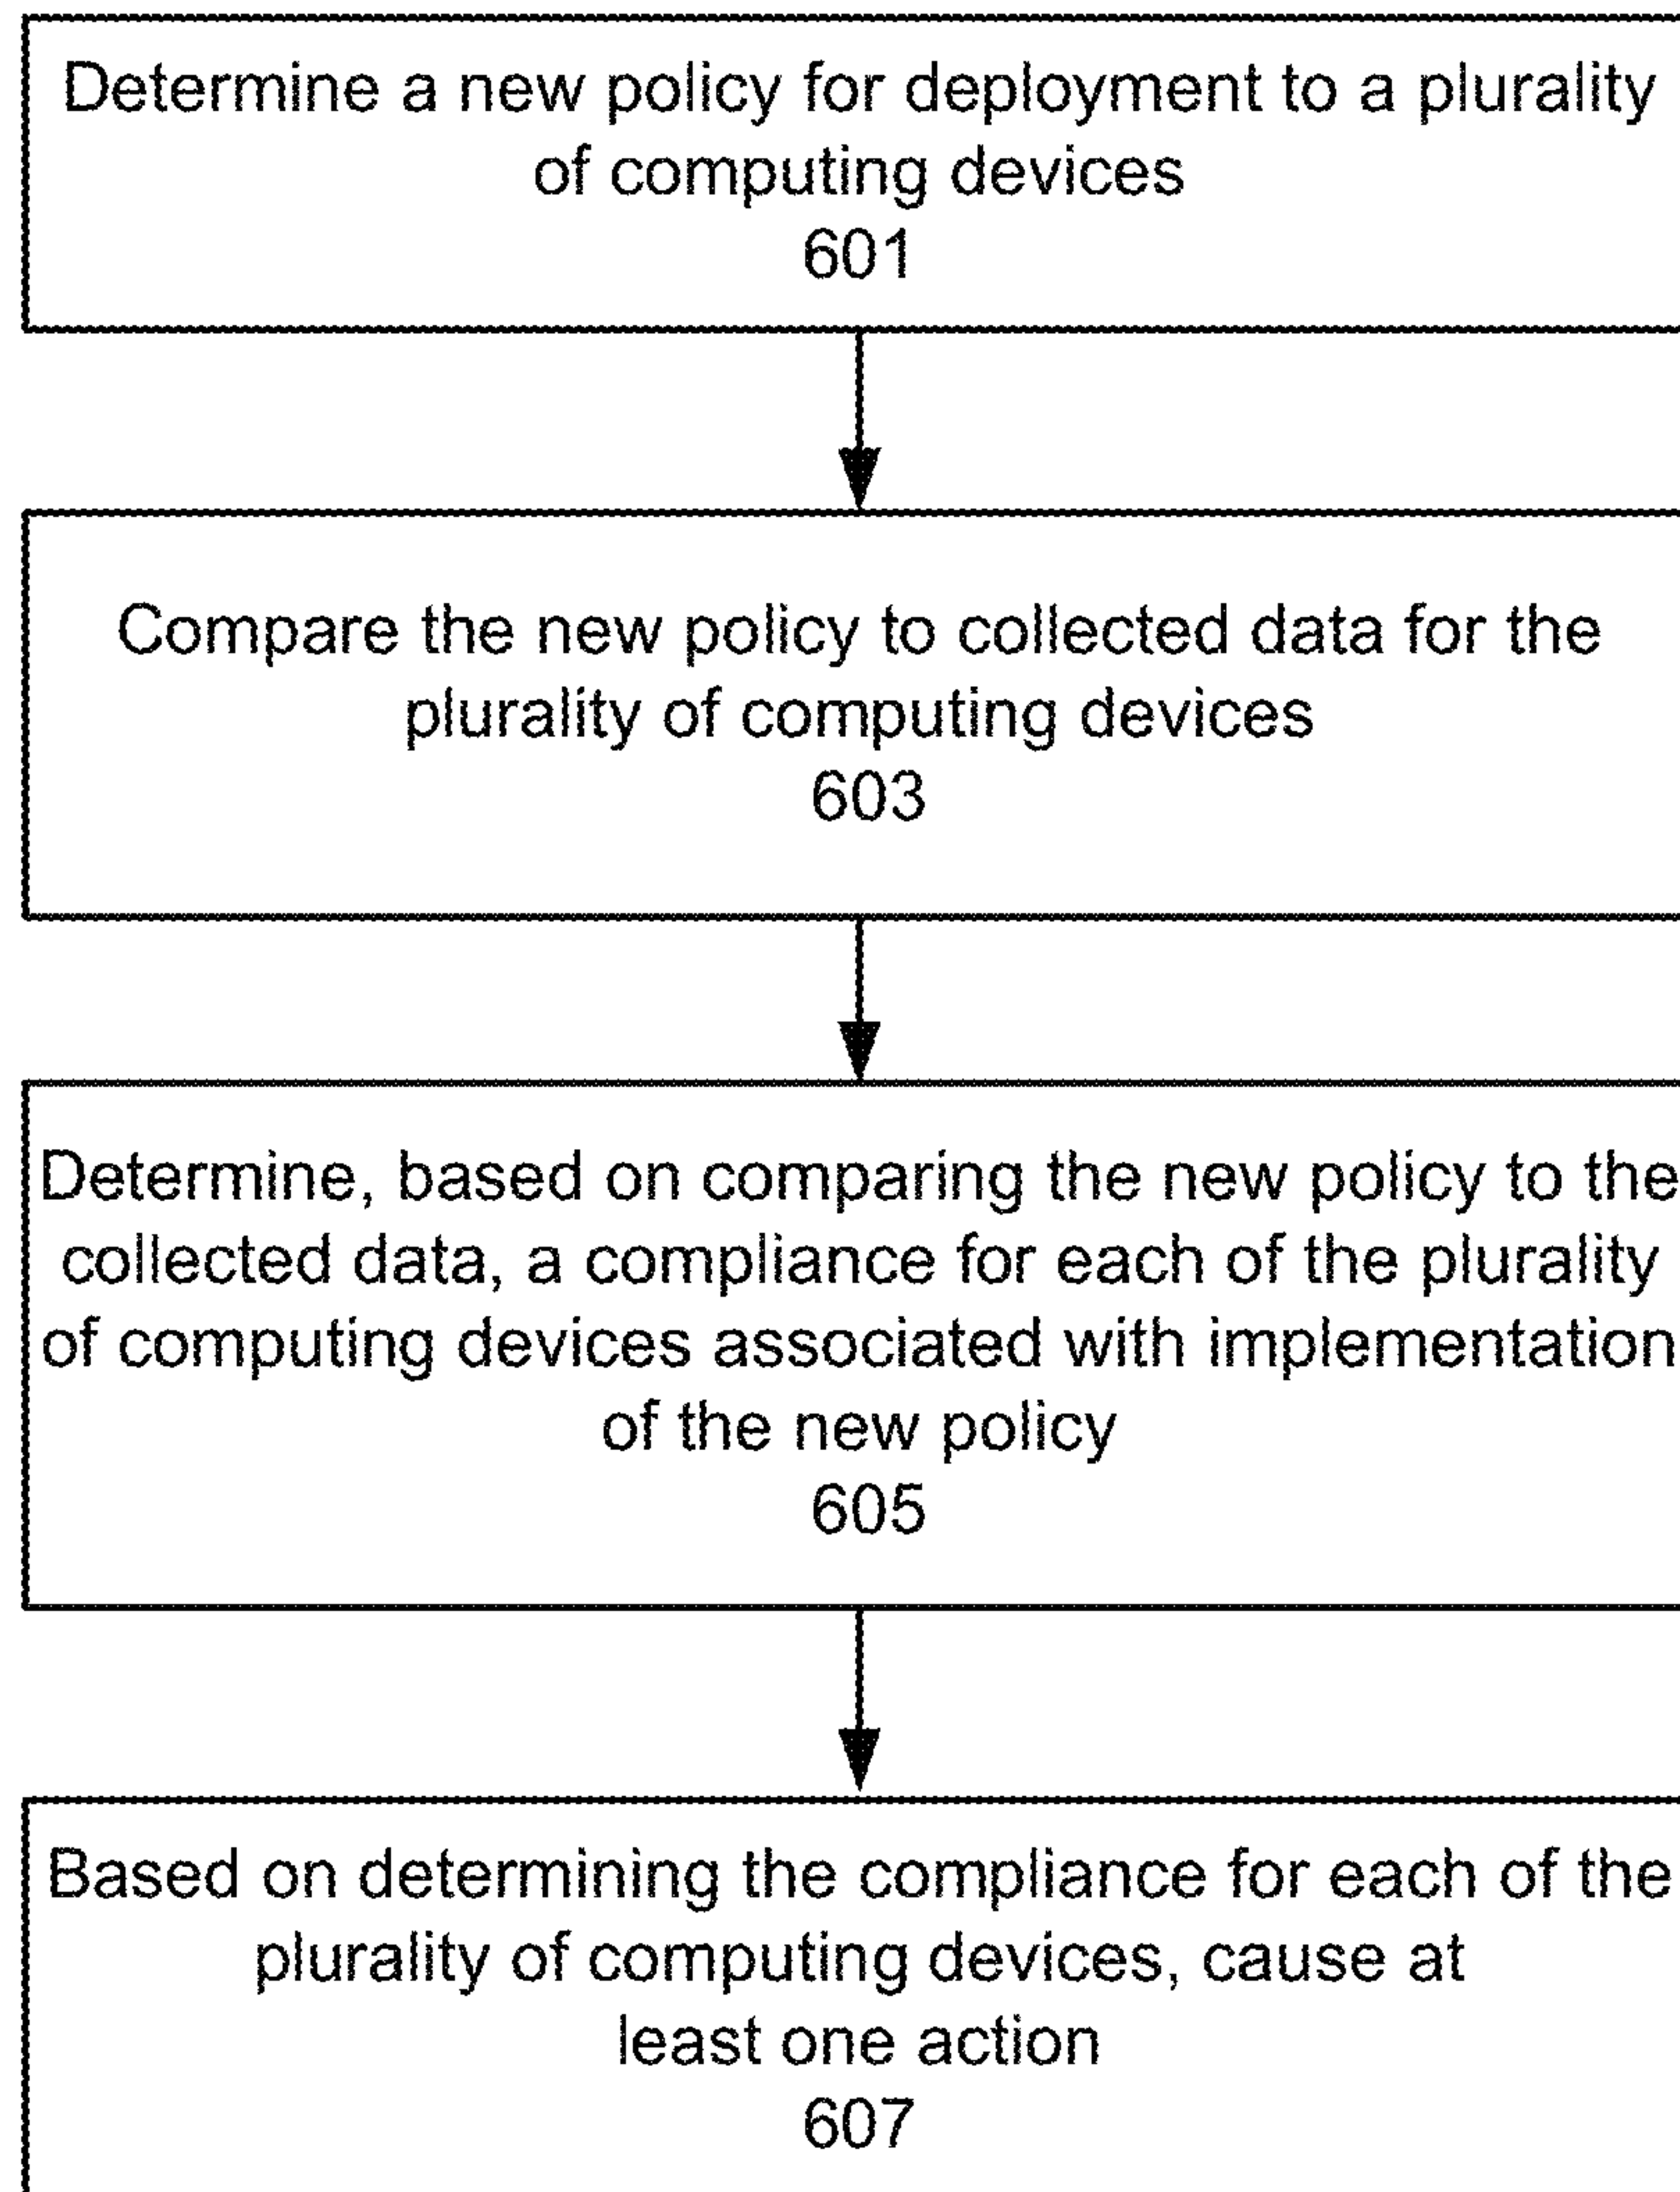 Determine a new policy for deployment to a plurality
of computing devices
601
Compare the new policy to collected data for the
plurality of computing devices
603
Determine, based on comparing the new policy to the
collected data, a compliance for each of the plurality
of computing devices associated with implementation
of the new policy
605
Based on determining the compliance for each of the
plurality of computing devices, cause at
least one action
607